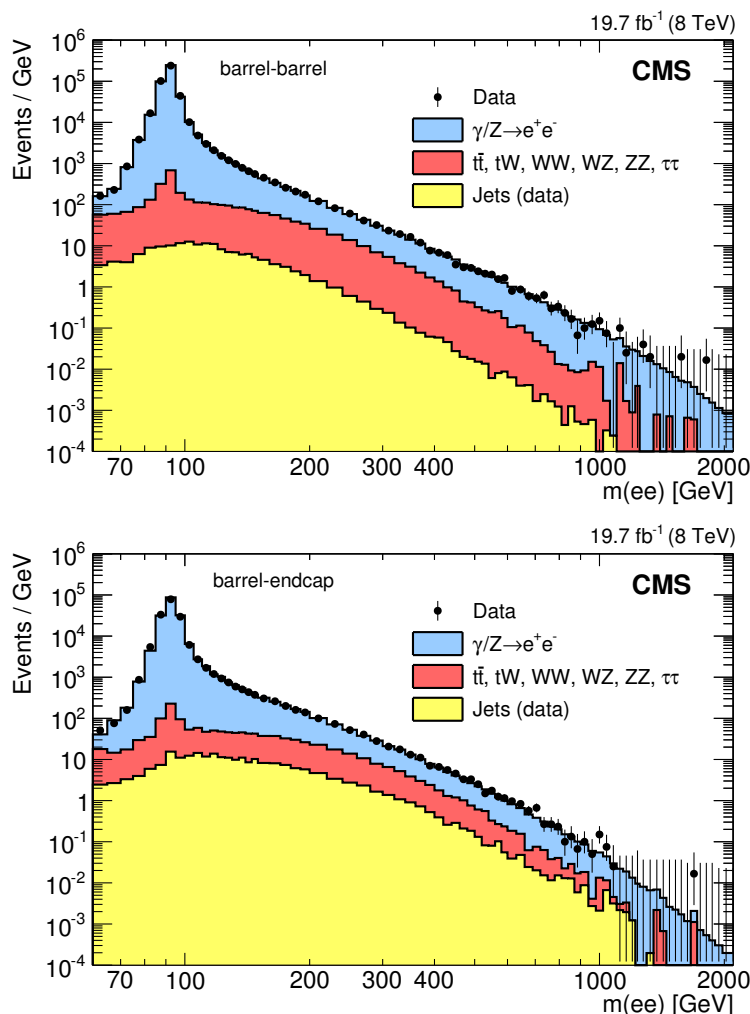 19.7 fb⁻¹ (8 TeV)
Events / GeV
10⁶
10⁵
10⁴
10³
10²
10
1
10⁻¹
10⁻²
10⁻³
10⁻⁴
barrel-barrel
CMS
Data
γ/Z→e⁺e⁻
tt̄, tW, WW, WZ, ZZ, ττ
Jets (data)
70 100 200 300 400 1000 2000
m(ee) [GeV]
19.7 fb⁻¹ (8 TeV)
Events / GeV
10⁶
10⁵
10⁴
10³
10²
10
1
10⁻¹
10⁻²
10⁻³
10⁻⁴
barrel-endcap
CMS
Data
γ/Z→e⁺e⁻
tt̄, tW, WW, WZ, ZZ, ττ
Jets (data)
70 100 200 300 400 1000 2000
m(ee) [GeV]